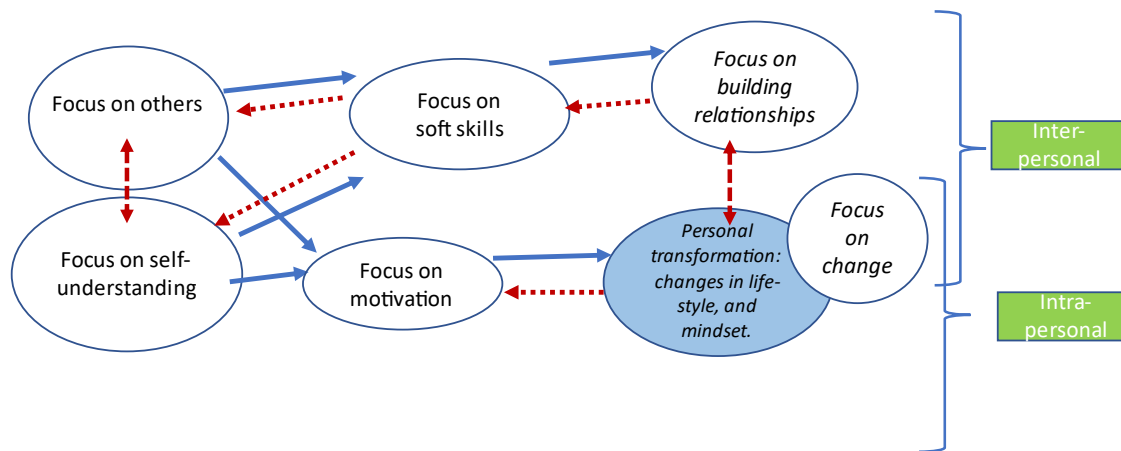 Focus on others
Focus on
soft skills
Focus on
building
relationships
Inter-
personal
Focus on self-
understanding
Focus on
motivation
Personal
transformation:
changes in life-
style, and
mindset.
Focus
on
change
Intra-
personal